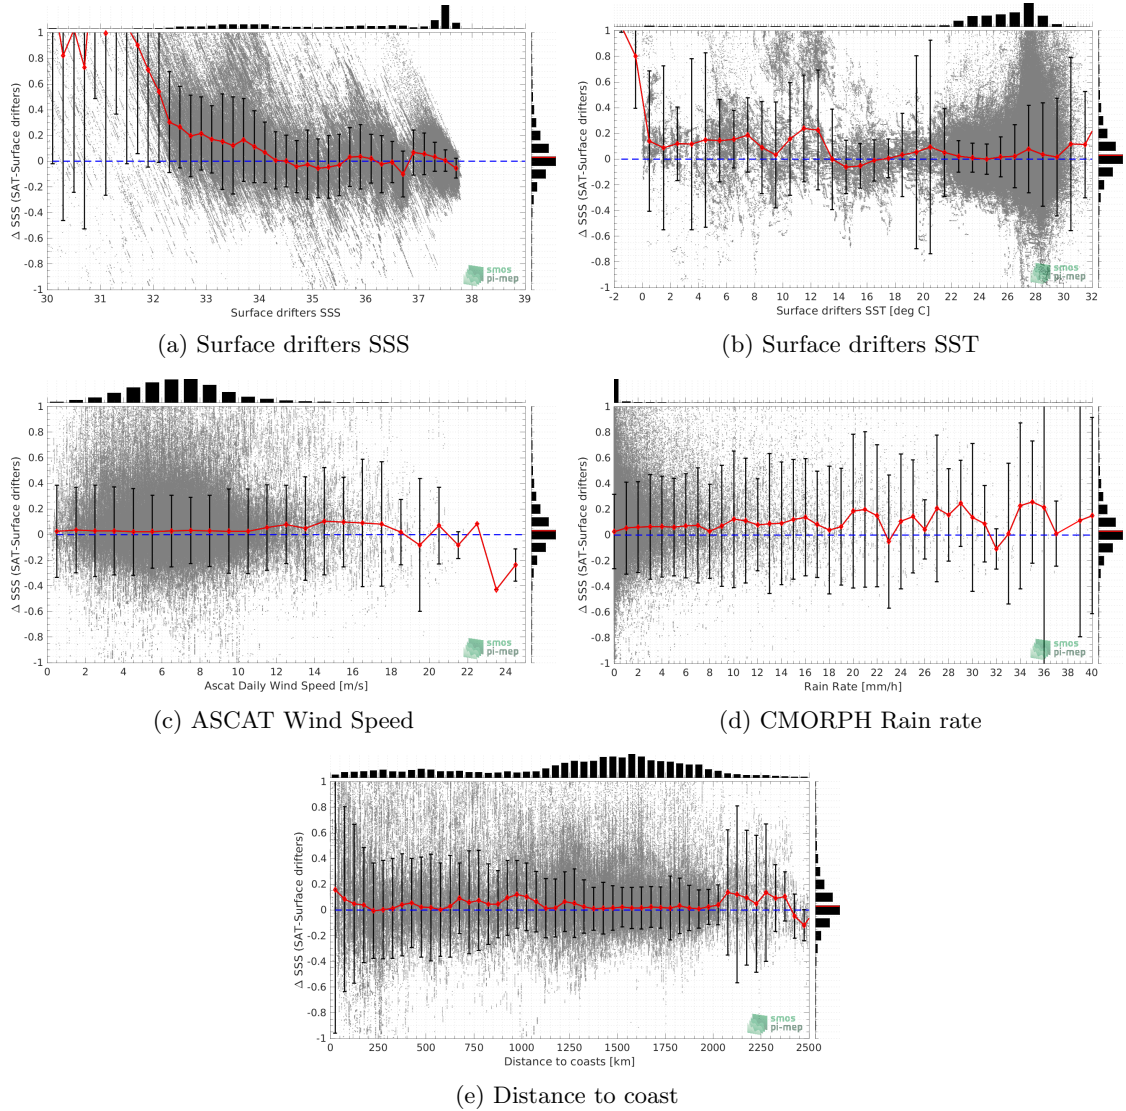 1
0.8
0.6
0.4
0.2
0
-0.2
-0.4
-0.6
-0.8
-1
Δ SSS (SAT-Surface drifters)
30 31 32 33 34 35 36 37 38 39
Surface drifters SSS
smos
pi-mep
(a) Surface drifters SSS
1
0.8
0.6
0.4
0.2
0
-0.2
-0.4
-0.6
-0.8
-1
Δ SSS (SAT-Surface drifters)
-2 0 2 4 6 8 10 12 14 16 18 20 22 24 26 28 30 32
Surface drifters SST [deg C]
smos
pi-mep
(b) Surface drifters SST
1
0.8
0.6
0.4
0.2
0
-0.2
-0.4
-0.6
-0.8
-1
Δ SSS (SAT-Surface drifters)
0 2 4 6 8 10 12 14 16 18 20 22 24
Ascat Daily Wind Speed [m/s]
smos
pi-mep
(c) ASCAT Wind Speed
1
0.8
0.6
0.4
0.2
0
-0.2
-0.4
-0.6
-0.8
-1
Δ SSS (SAT-Surface drifters)
0 2 4 6 8 10 12 14 16 18 20 22 24 26 28 30 32 34 36 38 40
Rain Rate [mm/h]
smos
pi-mep
(d) CMORPH Rain rate
1
0.8
0.6
0.4
0.2
0
-0.2
-0.4
-0.6
-0.8
-1
Δ SSS (SAT-Surface drifters)
0 250 500 750 1000 1250 1500 1750 2000 2250 2500
Distance to coasts [km]
smos
pi-mep
(e) Distance to coast